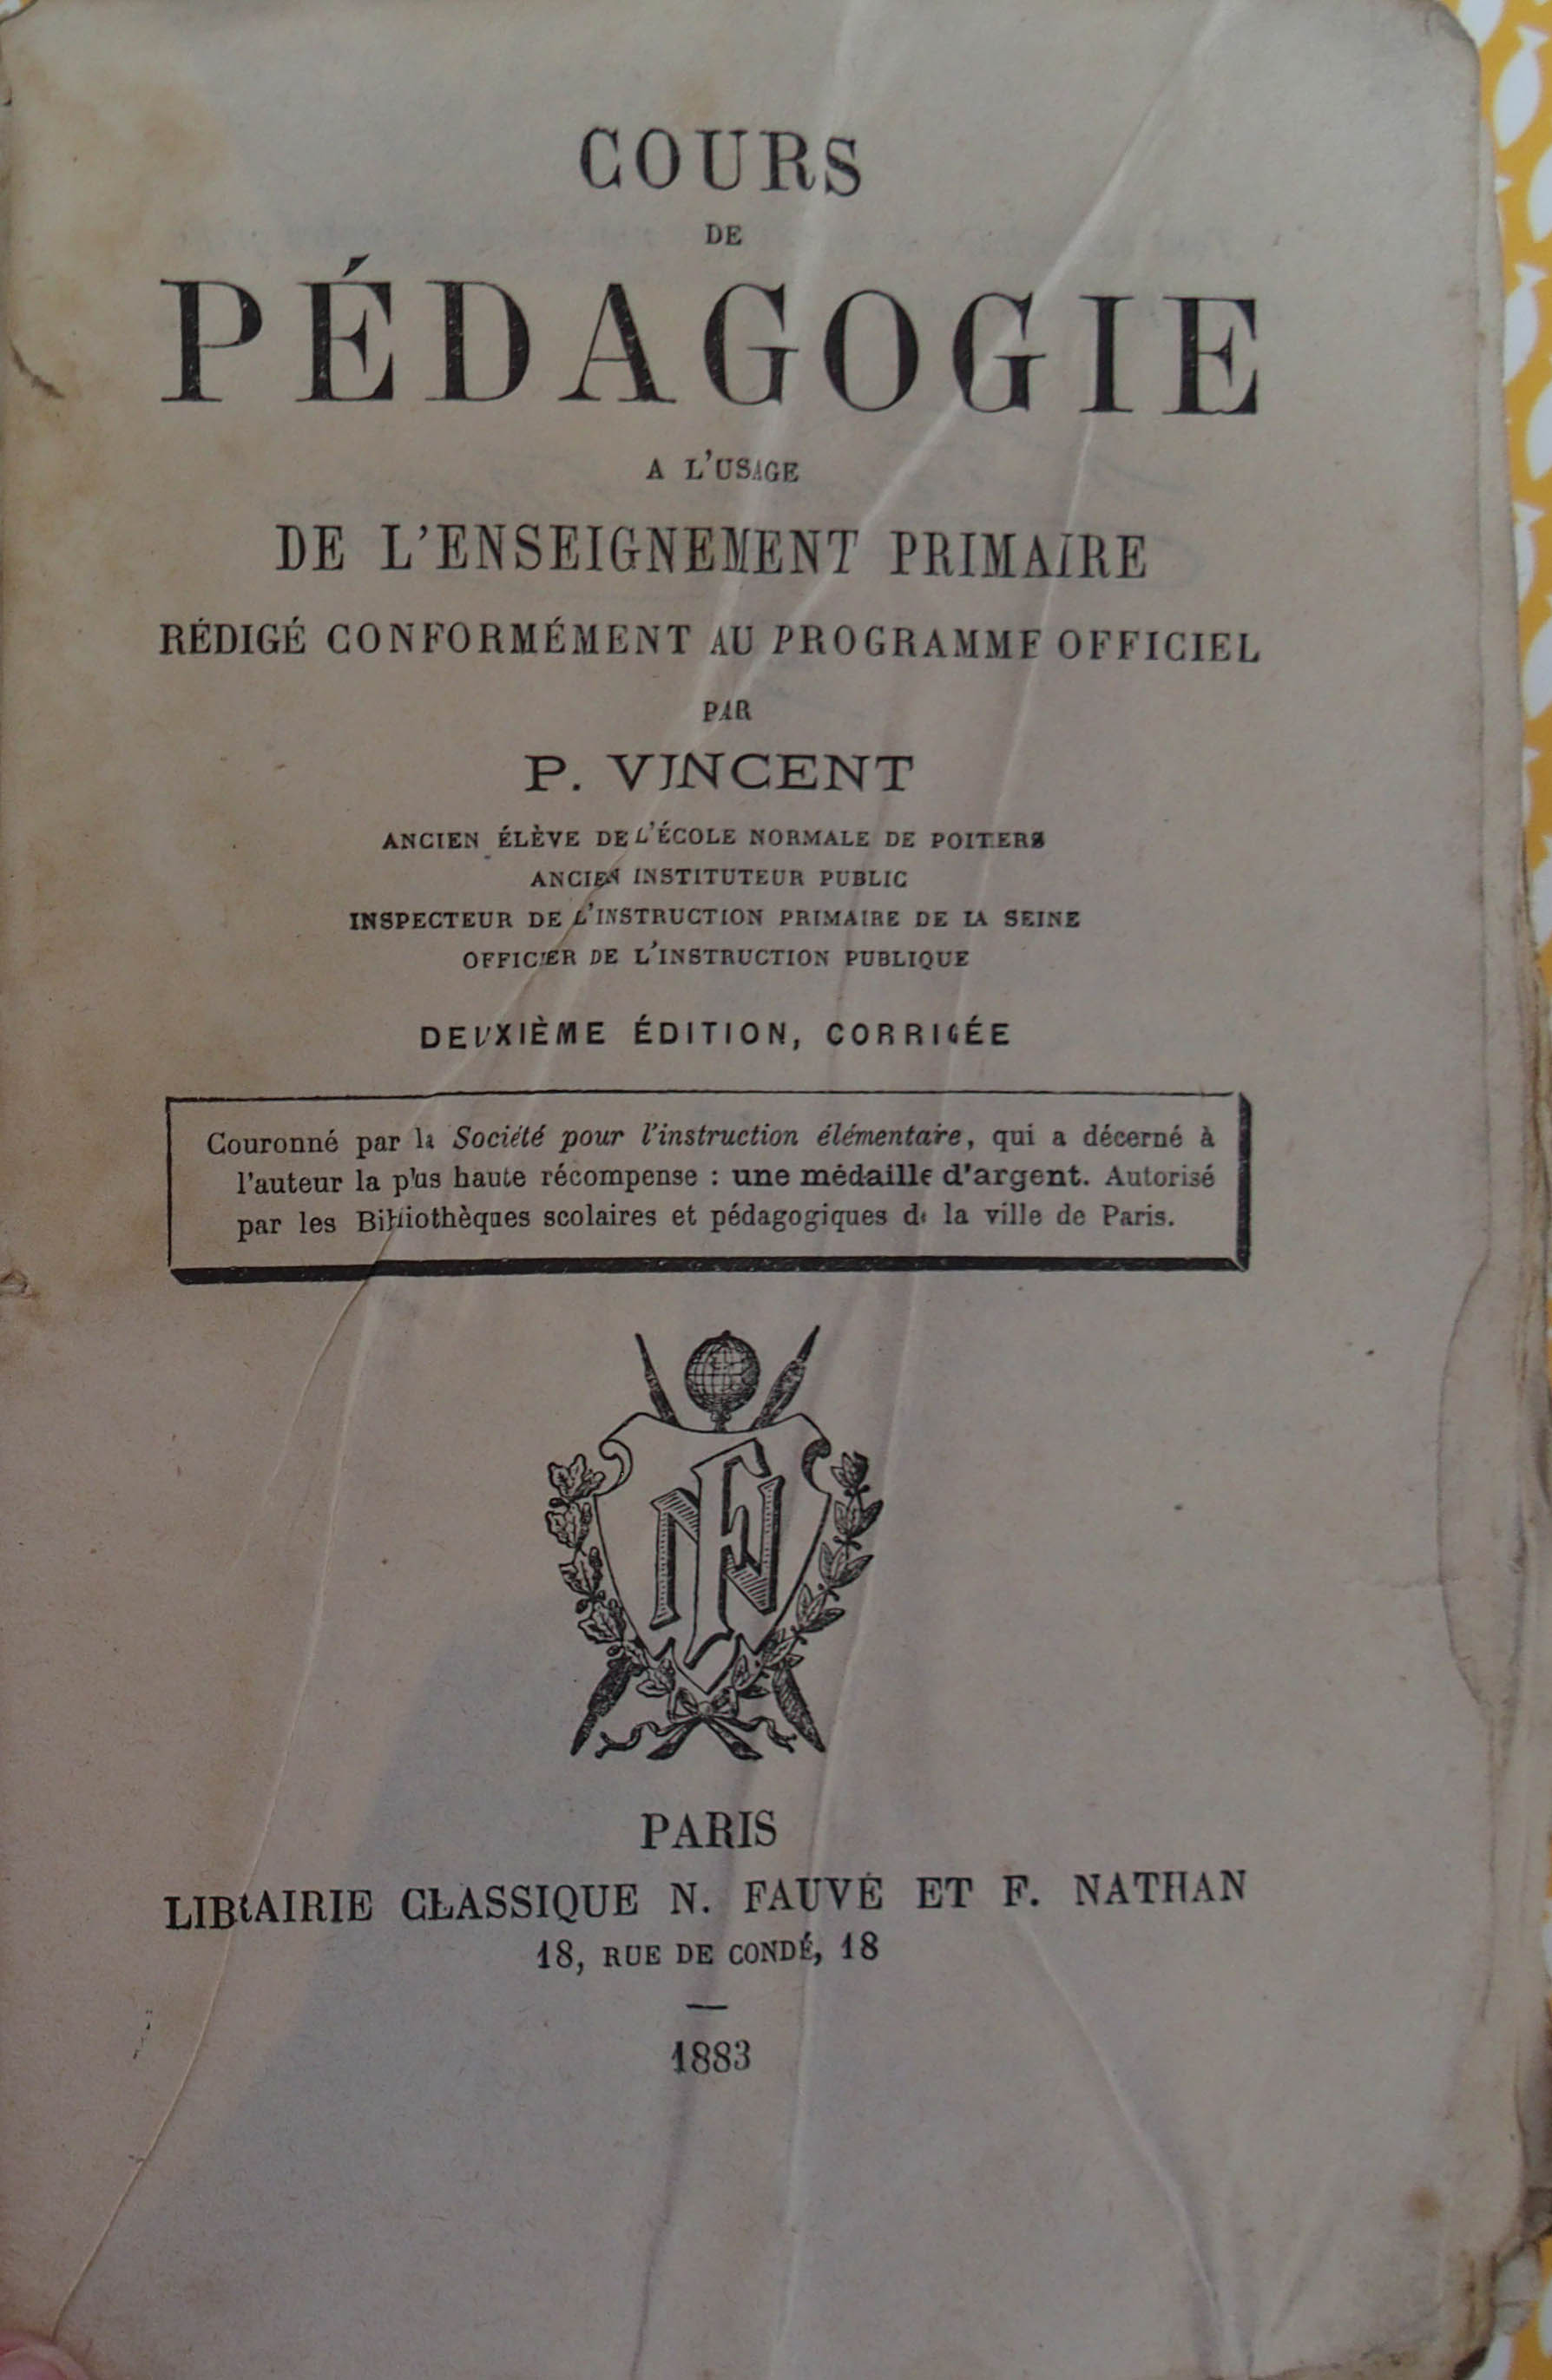 COURS
DE
PÉDAGOGIE
A L'USAGE
DE L'ENSEIGNEMENT PRIMAIRE
RÉDIGÉ CONFORMÉMENT AU PROGRAMME OFFICIEL
PAR
P. VINCENT
ANCIEN ÉLÈVE DE L'ÉCOLE NORMALE DE POITIERS
ANCIEN INSTITUTEUR PUBLIC
INSPECTEUR DE L'INSTRUCTION PRIMAIRE DE LA SEINE
OFFICIER DE L'INSTRUCTION PUBLIQUE
DEUXIÈME ÉDITION, CORRIGÉE
Couronné par la Société pour l'instruction élémentaire, qui a décerné à
l'auteur la plus haute récompense : une médaille d'argent. Autorisé
par les Bibliothèques scolaires et pédagogiques de la ville de Paris.
FN
PARIS
LIBRAIRIE CLASSIQUE N. FAUVÉ ET F. NATHAN
18, RUE DE CONDÉ, 18
1883